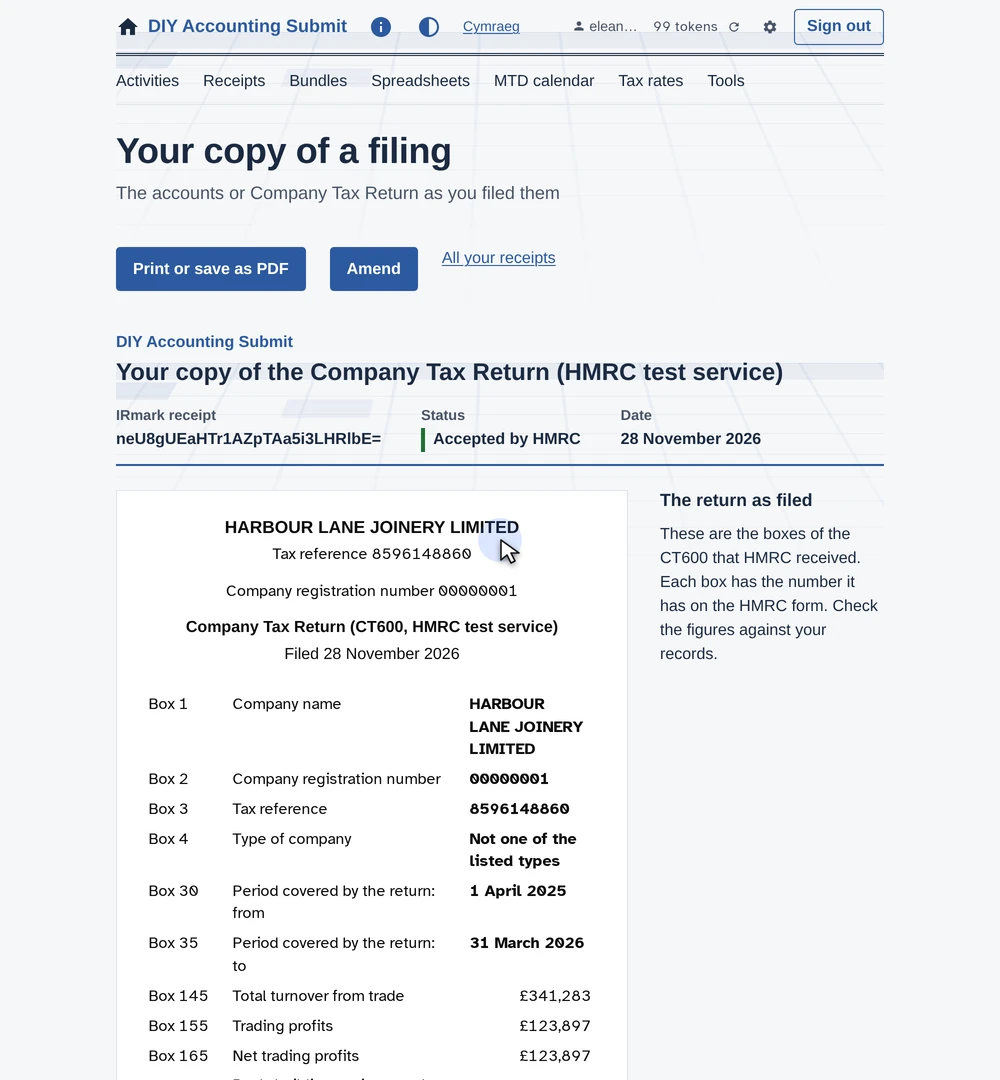 DIY Accounting Submit
Cymraeg
elean...
99 tokens
Sign out
Activities
Receipts
Bundles
Spreadsheets
MTD calendar
Tax rates
Tools
Your copy of a filing
The accounts or Company Tax Return as you filed them
Print or save as PDF
Amend
All your receipts
DIY Accounting Submit
Your copy of the Company Tax Return (HMRC test service)
IRmark receipt
neU8gUEaHTr1AZpTAa5i3LHRlbE=
Status
Accepted by HMRC
Date
28 November 2026
HARBOUR LANE JOINERY LIMITED
Tax reference 8596148860
Company registration number 00000001
Company Tax Return (CT600, HMRC test service)
Filed 28 November 2026
Box 1 Company name HARBOUR
LANE JOINERY
LIMITED
Box 2 Company registration number 00000001
Box 3 Tax reference 8596148860
Box 4 Type of company Not one of the
listed types
Box 30 Period covered by the return: 1 April 2025
from
Box 35 Period covered by the return: 31 March 2026
to
Box 145 Total turnover from trade £341,283
Box 155 Trading profits £123,897
Box 165 Net trading profits £123,897
The return as filed
These are the boxes of the
CT600 that HMRC received.
Each box has the number it
has on the HMRC form. Check
the figures against your
records.